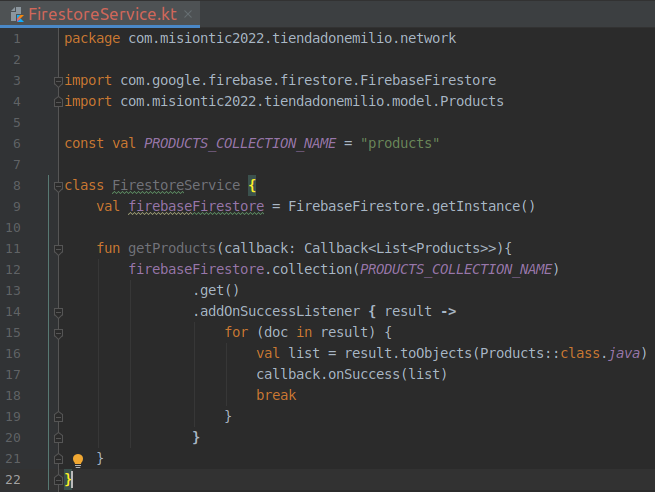 FirestoreService.kt ×
1 package com.misiontic2022.tiendadonemilio.network
2
3 import com.google.firebase.firestore.FirebaseFirestore
4 import com.misiontic2022.tiendadonemilio.model.Products
5
6 const val PRODUCTS_COLLECTION_NAME = "products"
7
8 class FirestoreService {
9     val firebaseFirestore = FirebaseFirestore.getInstance()
10
11     fun getProducts(callback: Callback<List<Products>>){
12         firebaseFirestore.collection(PRODUCTS_COLLECTION_NAME)
13                 .get()
14                 .addOnSuccessListener { result ->
15                     for (doc in result) {
16                         val list = result.toObjects(Products::class.java)
17                         callback.onSuccess(list)
18                         break
19                     }
20                 }
21     }
22 }